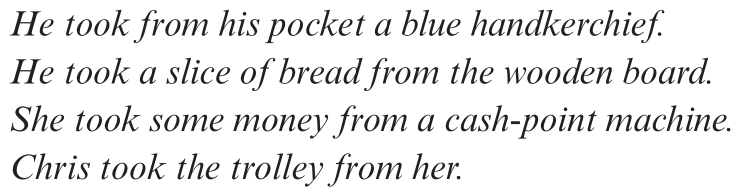 He took from his pocket a blue handkerchief.
He took a slice of bread from the wooden board.
She took some money from a cash-point machine.
Chris took the trolley from her.